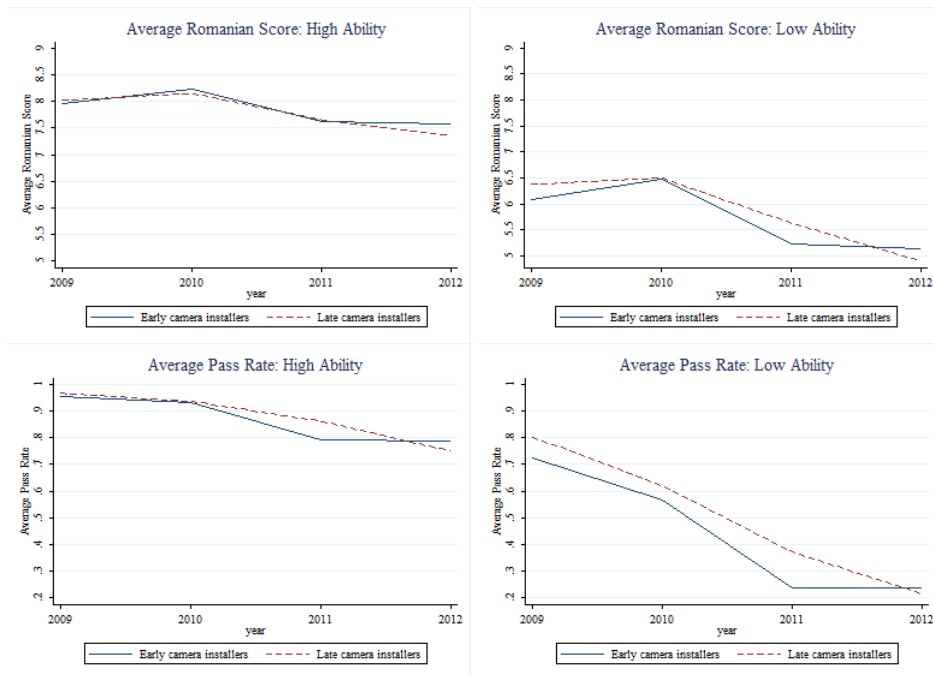 Average Romanian Score: High Ability
Average Romanian Score
9
8.5
8
7.5
7
6.5
6
5.5
5
2009 2010 2011 2012
year
Early camera installers Late camera installers
Average Romanian Score: Low Ability
Average Romanian Score
9
8.5
8
7.5
7
6.5
6
5.5
5
2009 2010 2011 2012
year
Early camera installers Late camera installers
Average Pass Rate: High Ability
Average Pass Rate
1
.9
.8
.7
.6
.5
.4
.3
.2
2009 2010 2011 2012
year
Early camera installers Late camera installers
Average Pass Rate: Low Ability
Average Pass Rate
1
.9
.8
.7
.6
.5
.4
.3
.2
2009 2010 2011 2012
year
Early camera installers Late camera installers